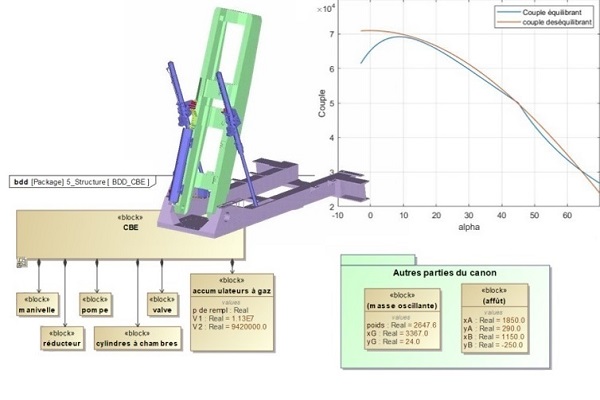 ×10⁴
8
7
6
5
4
3
2
Couple
-10
0
10
20
30
40
50
60
alpha
Couple équilibrant
couple deséquilibrant
bdd [Package] 5_Structure [ BDD_CBE ]
«block»
CBE
«block»
manivelle
«block»
pompe
«block»
valve
«block»
réducteur
«block»
cylindres à chambres
«block»
accumulateurs à gaz
values
p de rempl : Real
V1 : Real = 1.13E7
V2 : Real = 9420000.0
Autres parties du canon
«block»
(masse oscillante)
values
poids : Real = 2647.6
xG : Real = 3367.0
yG : Real = 24.0
«block»
(affût)
values
xA : Real = 1850.0
yA : Real = 290.0
xB : Real = 1150.0
yB : Real = -250.0